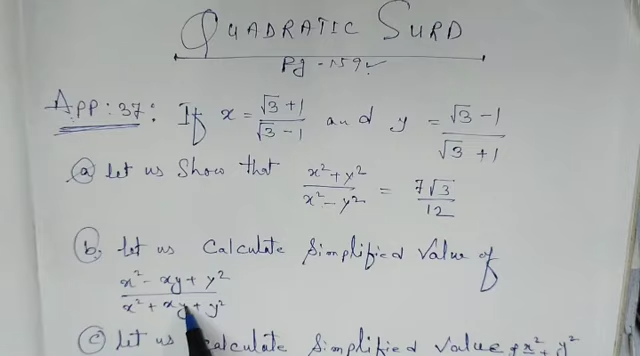 QUADRATIC SURD
Pg - 159
App : 37 : If x = (√3 + 1)/(√3 - 1) and y = (√3 - 1)/(√3 + 1)
(a) Let us Show that (x² + y²)/(x² - y²) = 7√3/12
(b) Let us Calculate Simplified Value of
(x² - xy + y²)/(x² + xy + y²)
(c) Let us Calculate Simplified Value x² y²